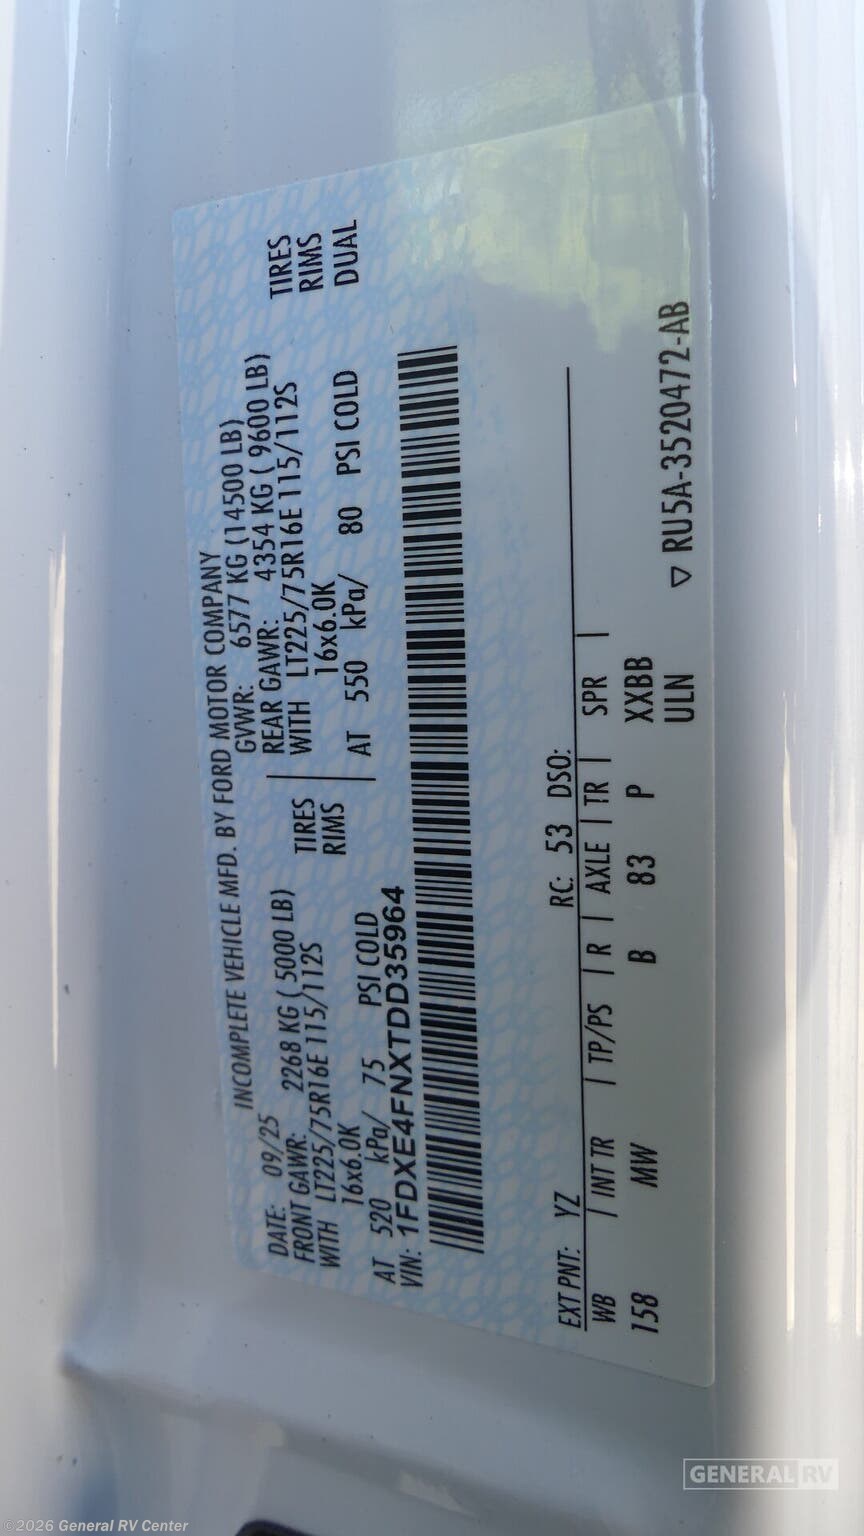 INCOMPLETE VEHICLE MFD. BY FORD MOTOR COMPANY
DATE: 09/25 GVWR: 6577 KG (14500 LB)
FRONT GAWR: 2268 KG ( 5000 LB) REAR GAWR: 4354 KG ( 9600 LB)
WITH LT225/75R16E 115/112S TIRES WITH LT225/75R16E 115/112S TIRES
16x6.0K RIMS 16x6.0K RIMS
AT 520 kPa/ 75 PSI COLD AT 550 kPa/ 80 PSI COLD DUAL
VIN: 1FDXE4FNXTDD35964
EXT PNT: YZ RC: 53 DSO:
WB | INT TR | TP/PS | R | AXLE | TR | SPR |
158 MW B 83 P XXBB
ULN
▽ RU5A-3520472-AB
GENERAL RV
©2026 General RV Center